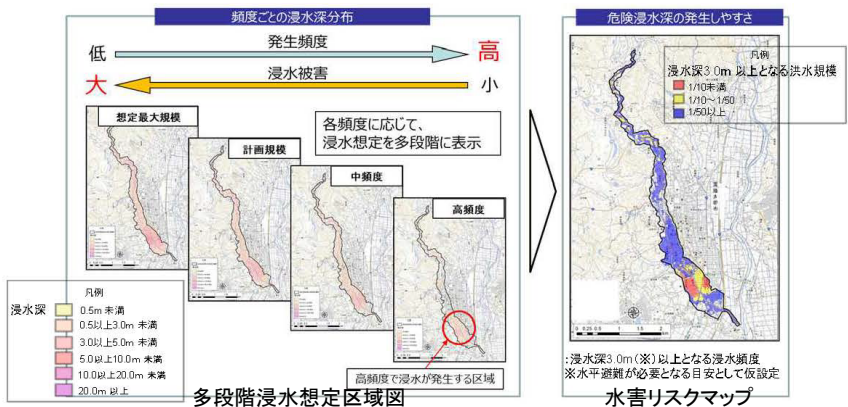 頻度ごとの浸水深分布
発生頻度
低
高
浸水被害
大
小
各頻度に応じて、
浸水想定を多段階に表示
想定最大規模
計画規模
中頻度
高頻度
凡例
浸水深
0.5m 未満
0.5以上3.0m 未満
3.0以上5.0m 未満
5.0以上10.0m 未満
10.0以上20.0m 未満
20.0m 以上
高頻度で浸水が発生する区域
多段階浸水想定区域図
危険浸水深の発生しやすさ
凡例
浸水深3.0m 以上となる洪水規模
1/10未満
1/10～1/50
1/50以上
:浸水深3.0m(※)以上となる浸水頻度
※水平避難が必要となる目安として仮設定
水害リスクマップ